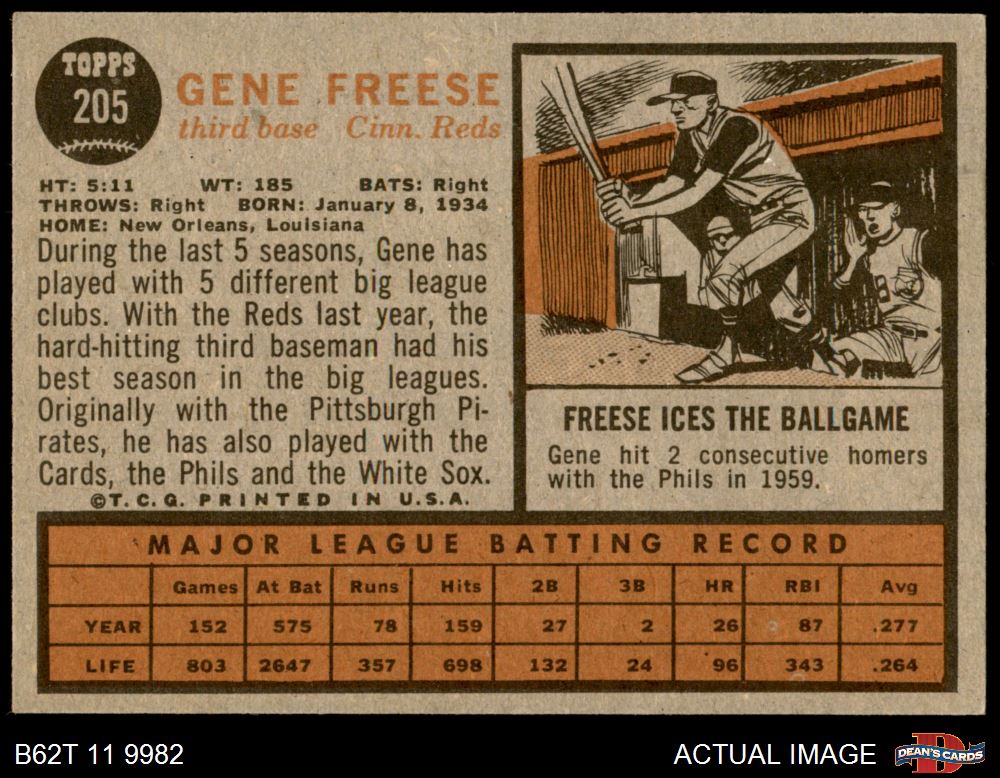 TOPPS
205
GENE FREESE
third base Cinn. Reds
HT: 5:11 WT: 185 BATS: Right
THROWS: Right BORN: January 8, 1934
HOME: New Orleans, Louisiana
During the last 5 seasons, Gene has
played with 5 different big league
clubs. With the Reds last year, the
hard-hitting third baseman had his
best season in the big leagues.
Originally with the Pittsburgh Pi-
rates, he has also played with the
Cards, the Phils and the White Sox.
©T.C.G. PRINTED IN U.S.A.
FREESE ICES THE BALLGAME
Gene hit 2 consecutive homers
with the Phils in 1959.
MAJOR LEAGUE BATTING RECORD
Games At Bat Runs Hits 2B 3B HR RBI Avg
YEAR 152 575 78 159 27 2 26 87 .277
LIFE 803 2647 357 698 132 24 96 343 .264
B62T 11 9982
ACTUAL IMAGE
DEAN'S CARDS